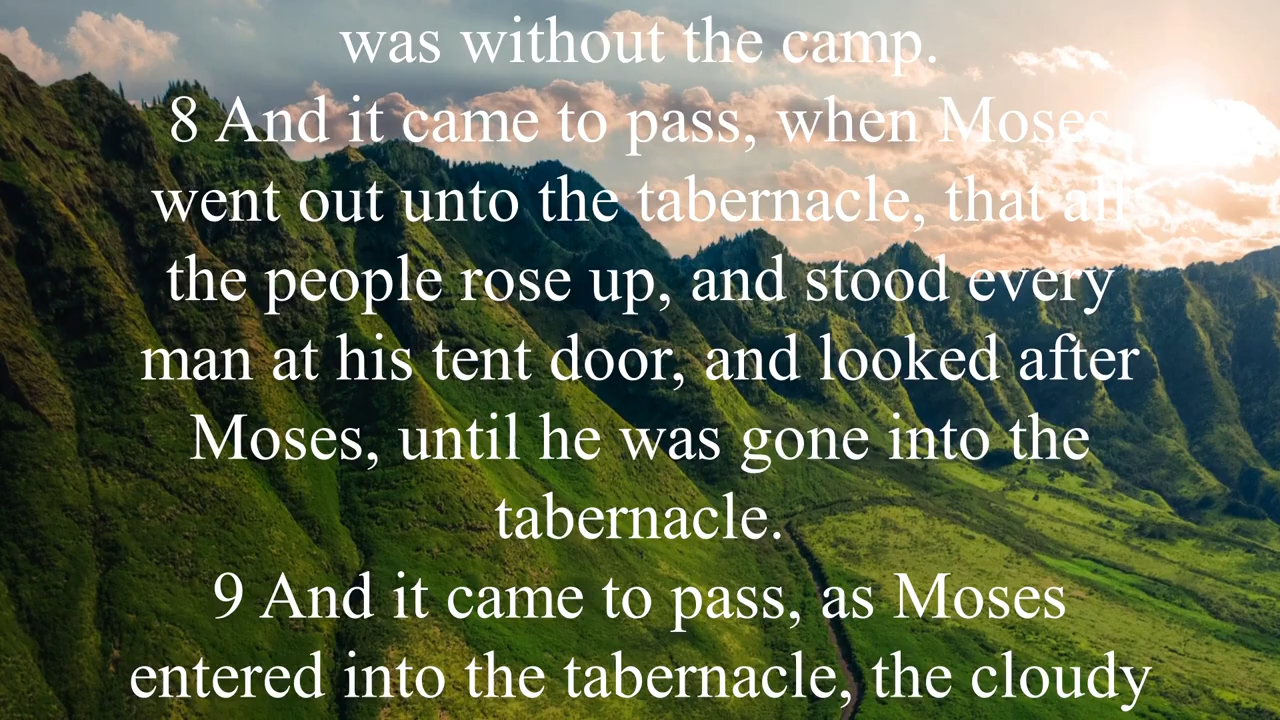 was without the camp.
8 And it came to pass, when Moses
went out unto the tabernacle, that all
the people rose up, and stood every
man at his tent door, and looked after
Moses, until he was gone into the
tabernacle.
9 And it came to pass, as Moses
entered into the tabernacle, the cloudy